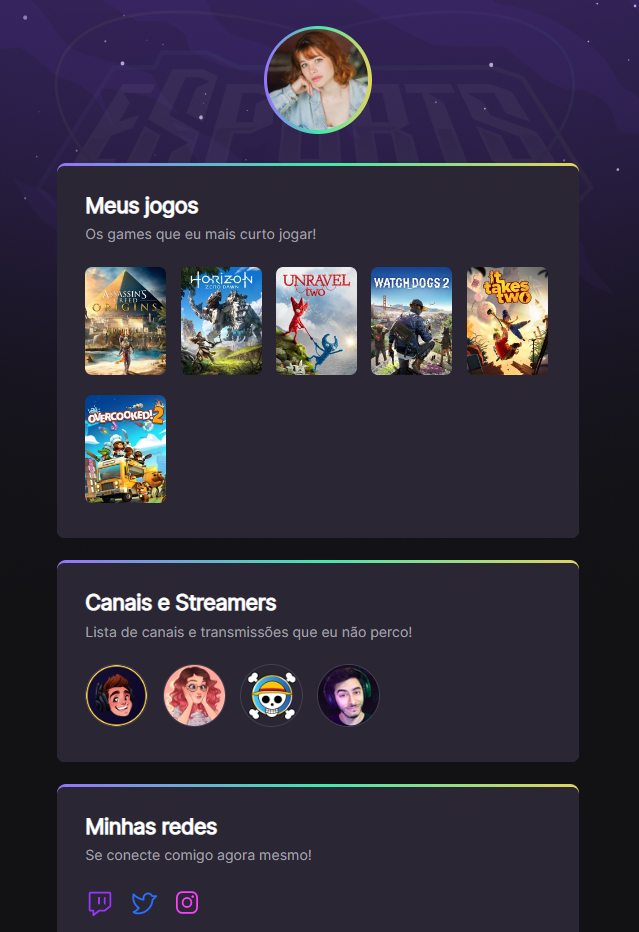 ESPORTS
Meus jogos
Os games que eu mais curto jogar!
ASSASSIN'S
CREED
ORIGINS
HORIZON
ZERO DAWN
UNRAVEL
TWO
WATCH DOGS 2
it
takes
two
OVERCOOKED! 2
Canais e Streamers
Lista de canais e transmissões que eu não perco!
Minhas redes
Se conecte comigo agora mesmo!